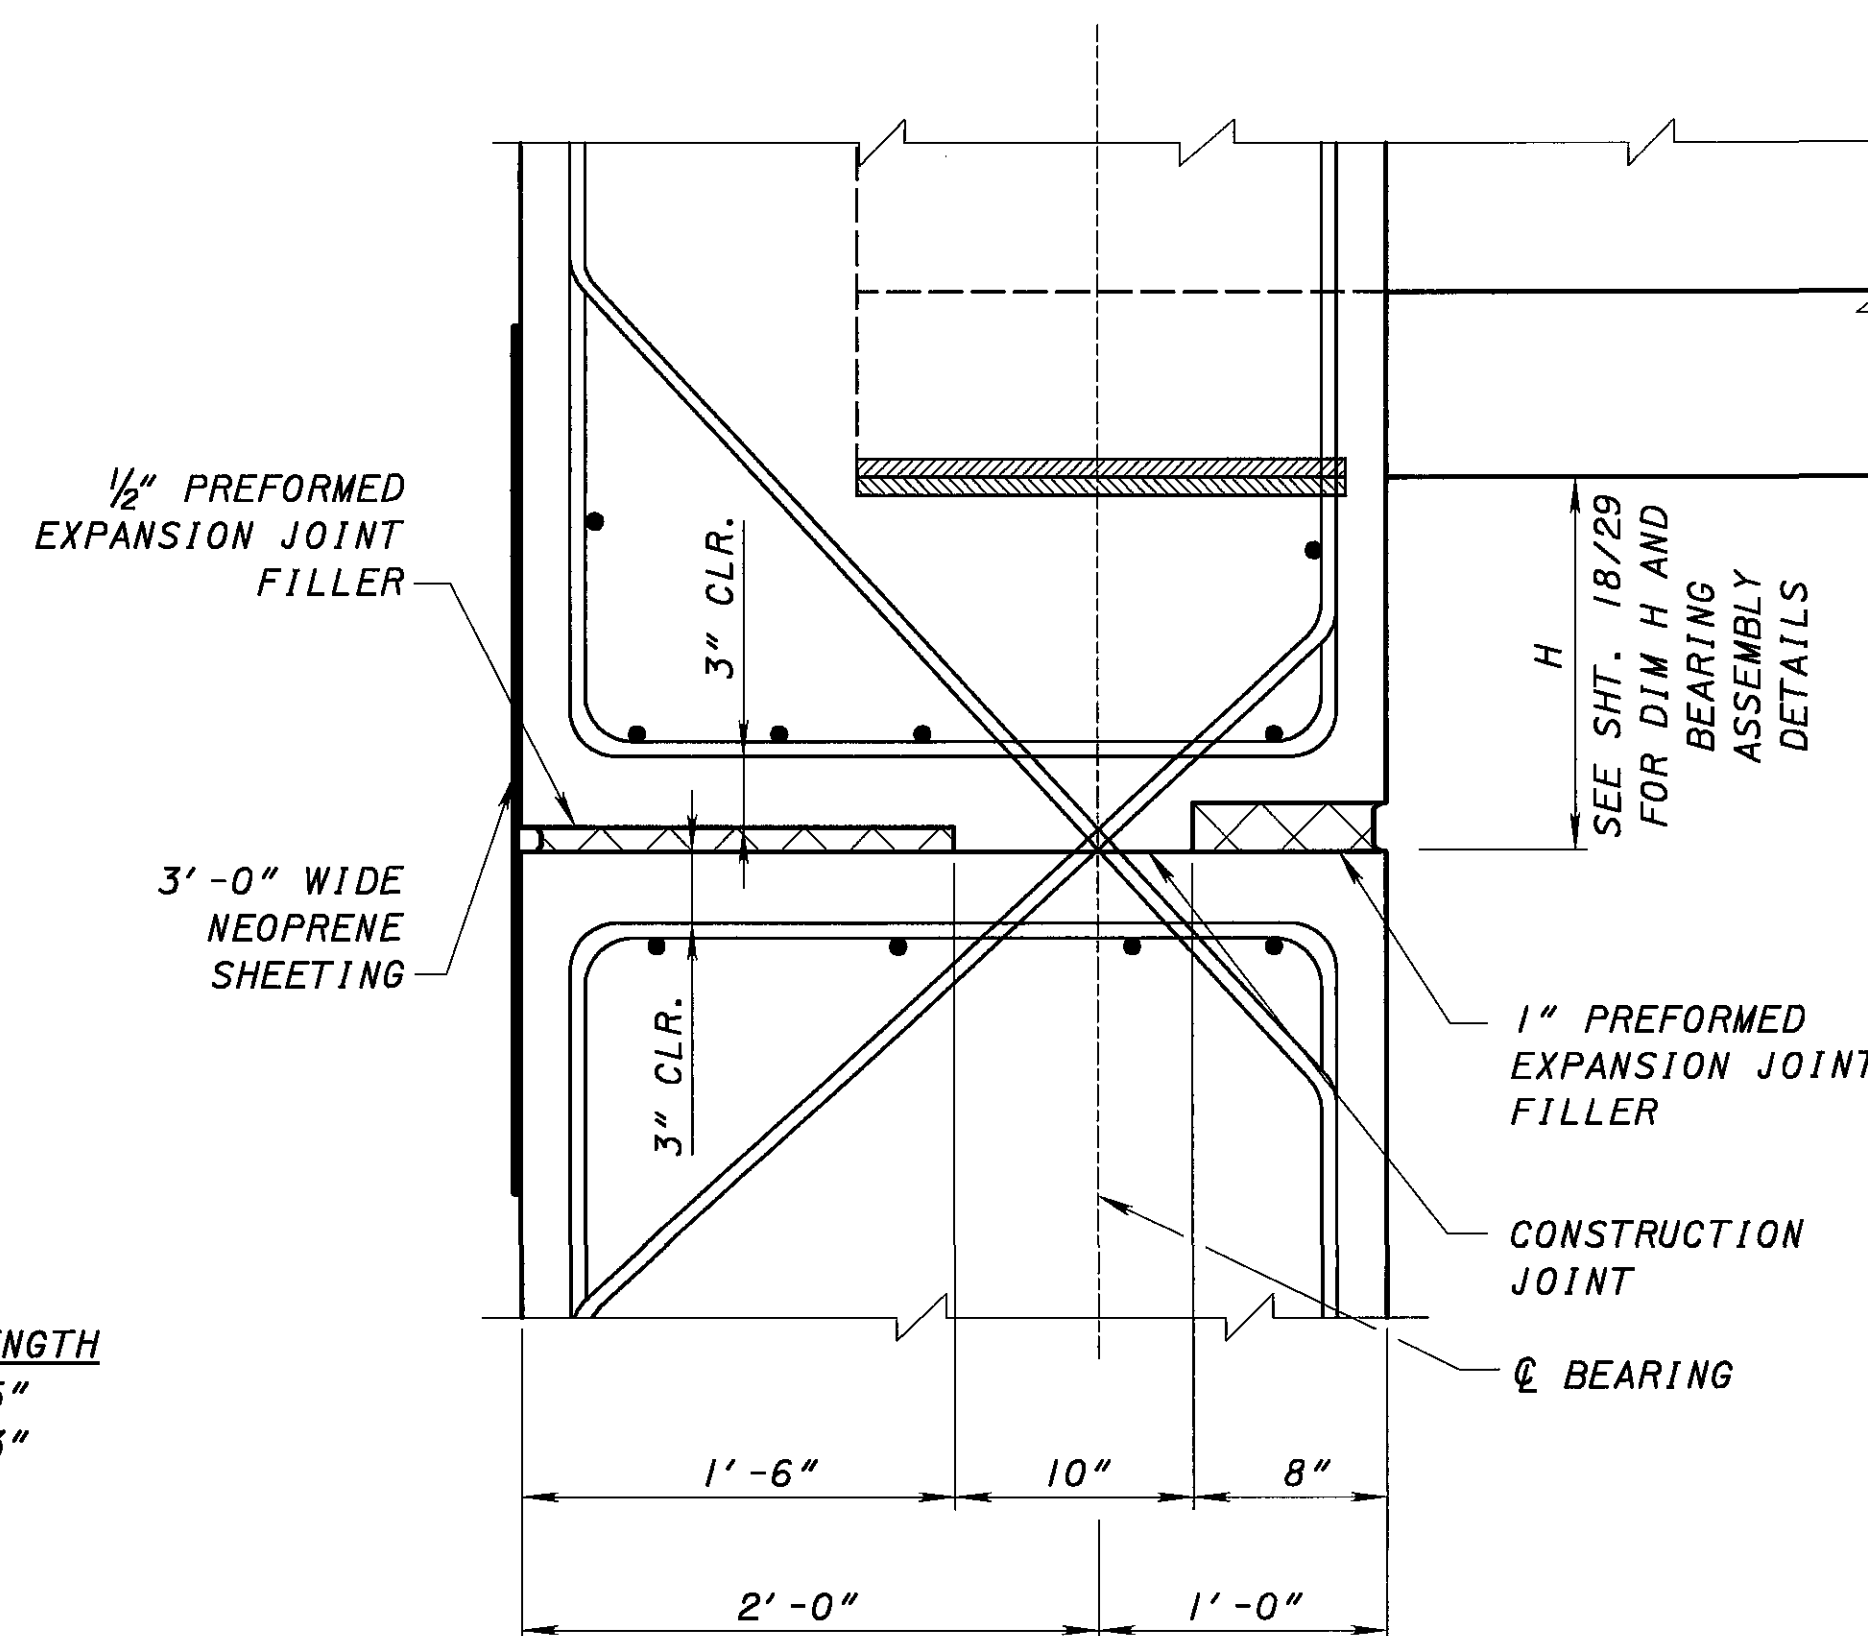 1/2" PREFORMED
EXPANSION JOINT
FILLER
3'-0" WIDE
NEOPRENE
SHEETING
3" CLR.
3" CLR.
H
SEE SHT. 18/29
FOR DIM H AND
BEARING
ASSEMBLY
DETAILS
1" PREFORMED
EXPANSION JOINT
FILLER
CONSTRUCTION
JOINT
℄ BEARING
1'-6"
10"
8"
2'-0"
1'-0"